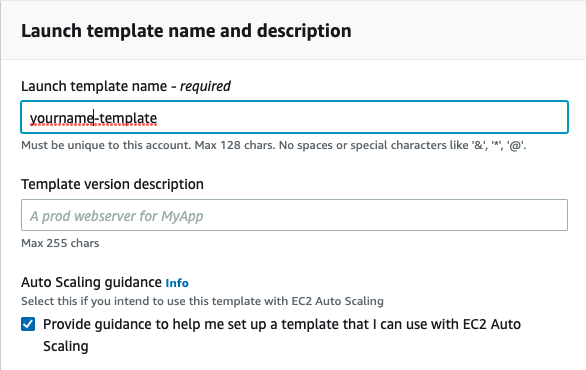 Launch template name and description
Launch template name - required
yourname-template
Must be unique to this account. Max 128 chars. No spaces or special characters like '&', '*', '@'.
Template version description
A prod webserver for MyApp
Max 255 chars
Auto Scaling guidance Info
Select this if you intend to use this template with EC2 Auto Scaling
Provide guidance to help me set up a template that I can use with EC2 Auto
Scaling